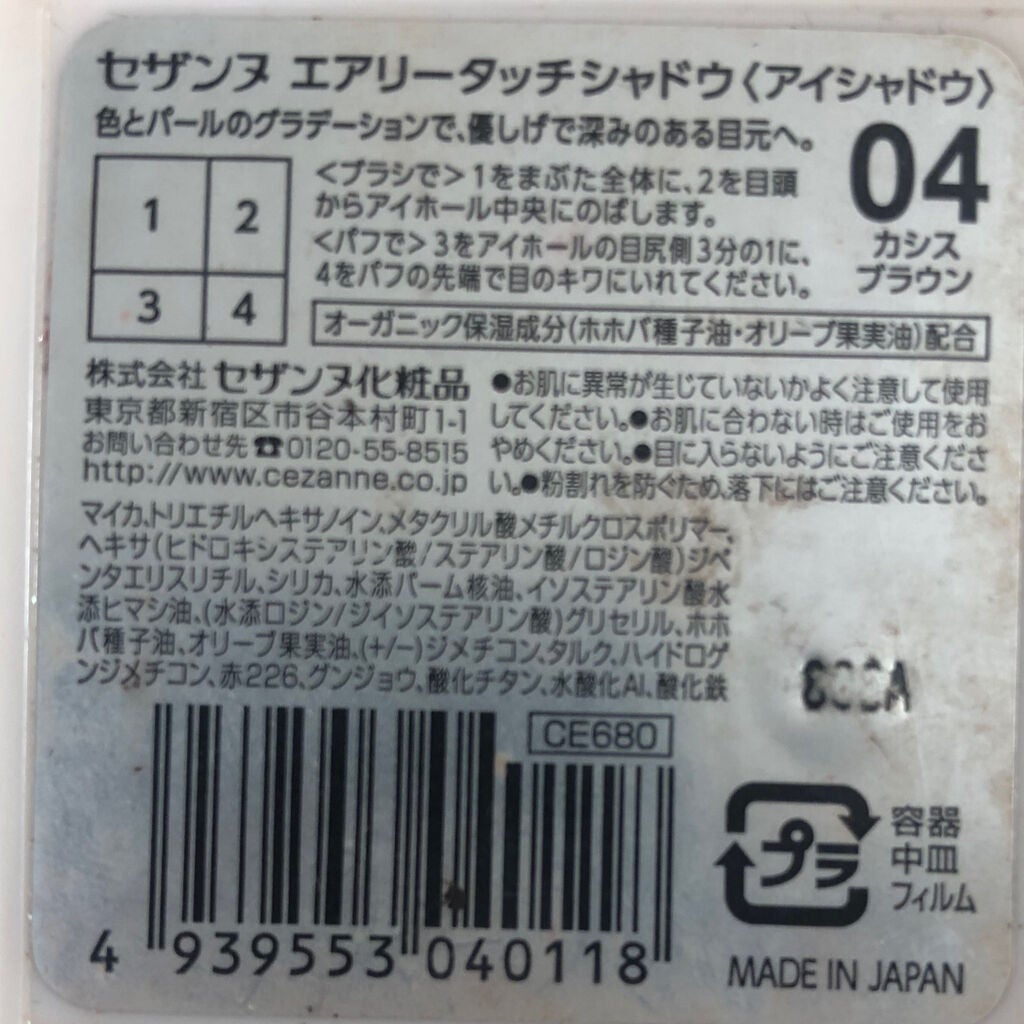 セザンヌ エアリータッチシャドウ〈アイシャドウ〉
色とパールのグラデーションで、優しげで深みのある目元へ。
04
カシス
ブラウン
1
2
3
4
<ブラシで>1をまぶた全体に、2を目頭
からアイホール中央にのばします。
<パフで>3をアイホールの目尻側3分の1に、
4をパフの先端で目のキワにいれてください。
オーガニック保湿成分(ホホバ種子油・オリーブ果実油)配合
株式会社 セザンヌ化粧品
東京都新宿区市谷本村町1-1
お問い合わせ先☎0120-55-8515
http://www.cezanne.co.jp
●お肌に異常が生じていないかよく注意して使用
してください。●お肌に合わない時はご使用をお
やめください。●目に入らないようにご注意くださ
い。●粉割れを防ぐため、落下にはご注意ください。
マイカ、トリエチルヘキサノイン、メタクリル酸メチルクロスポリマー、
ヘキサ(ヒドロキシステアリン酸/ステアリン酸/ロジン酸)ジペ
ンタエリスリチル、シリカ、水添パーム核油、イソステアリン酸水
添ヒマシ油、(水添ロジン/ジイソステアリン酸)グリセリル、ホホ
バ種子油、オリーブ果実油、(+/-)ジメチコン、タルク、ハイドロゲ
ンジメチコン、赤226、グンジョウ、酸化チタン、水酸化Al、酸化鉄
CE680
4 939553 040118
プラ
容器
中皿
フィルム
MADE IN JAPAN